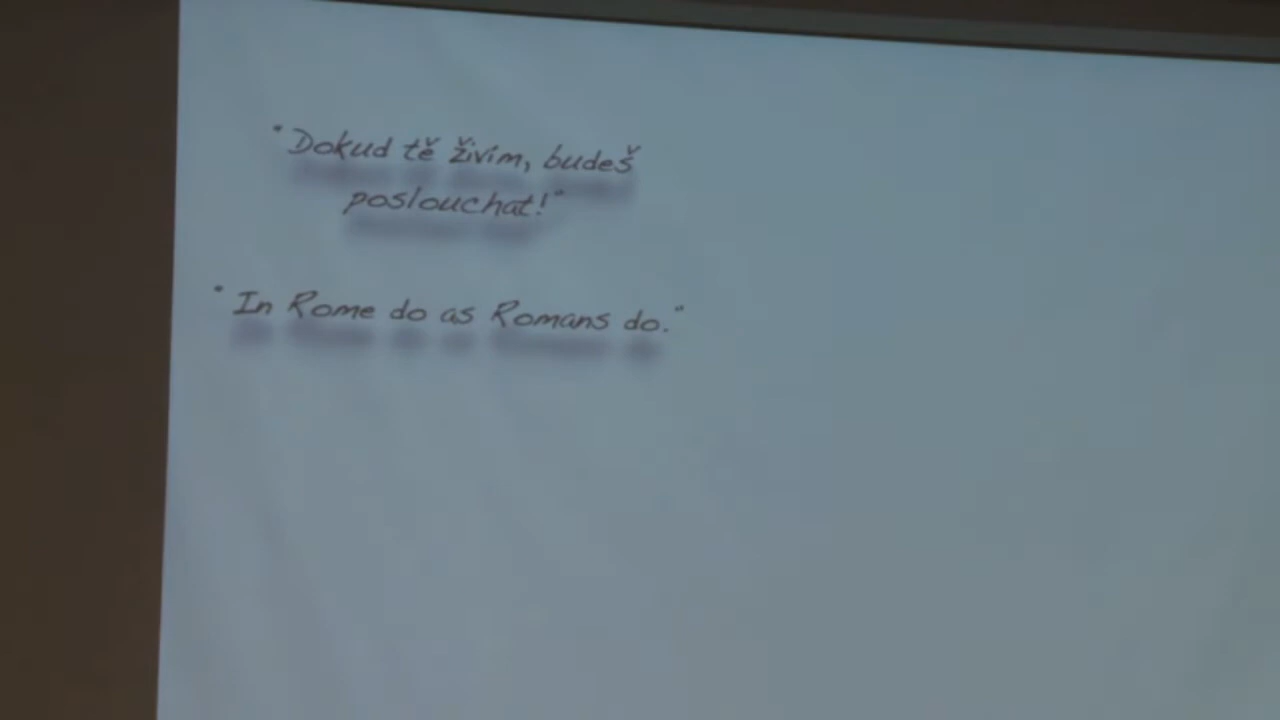 "Dokud tě živím, budeš
poslouchat!"
"In Rome do as Romans do."